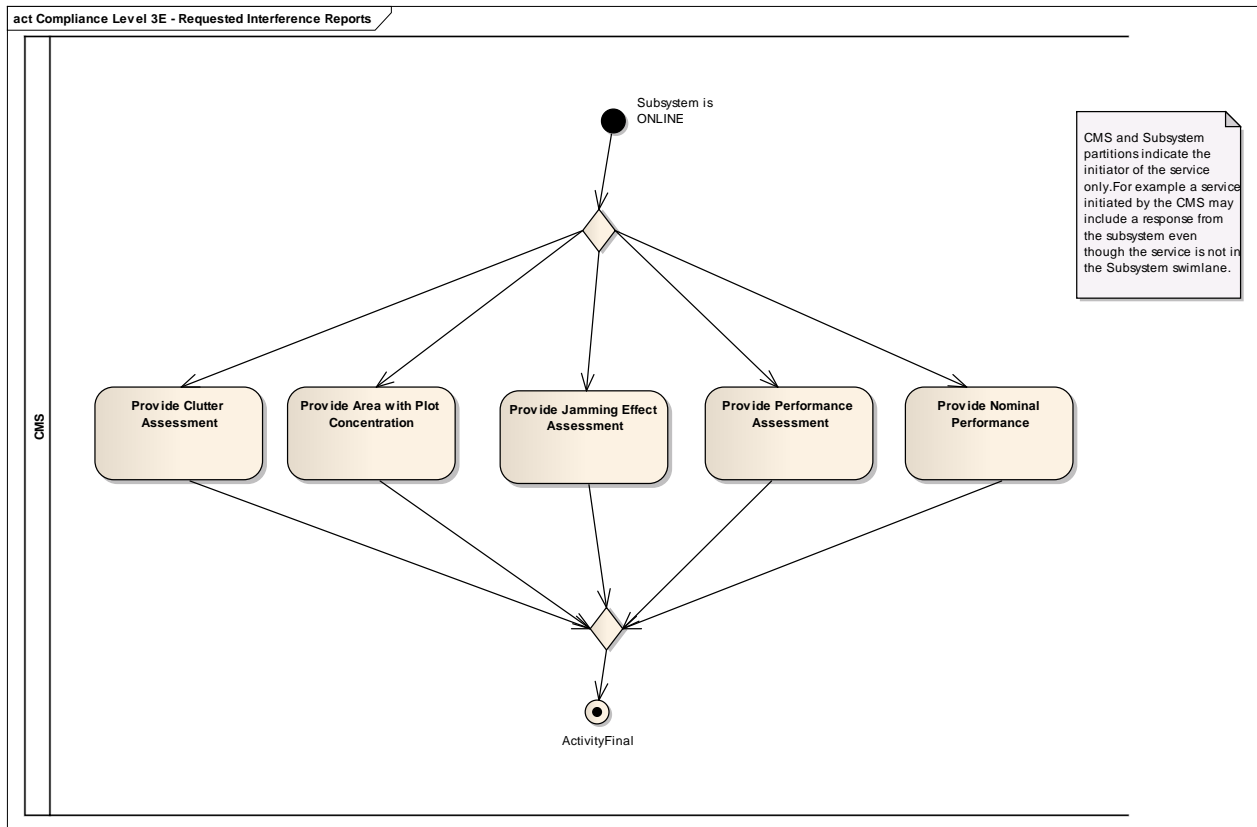 act Compliance Level 3E - Requested Interference Reports
Subsystem is
ONLINE
CMS and Subsystem
partitions indicate the
initiator of the service
only.For example a service
initiated by the CMS may
include a response from
the subsystem even
though the service is not in
the Subsystem swimlane.
CMS
Provide Clutter
Assessment
Provide Area with Plot
Concentration
Provide Jamming Effect
Assessment
Provide Performance
Assessment
Provide Nominal
Performance
ActivityFinal